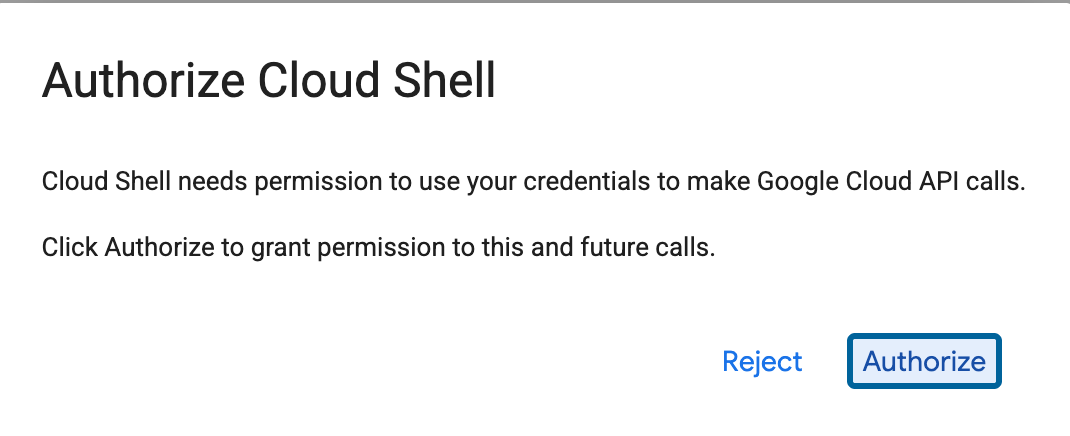 Authorize Cloud Shell
Cloud Shell needs permission to use your credentials to make Google Cloud API calls.
Click Authorize to grant permission to this and future calls.
Reject Authorize